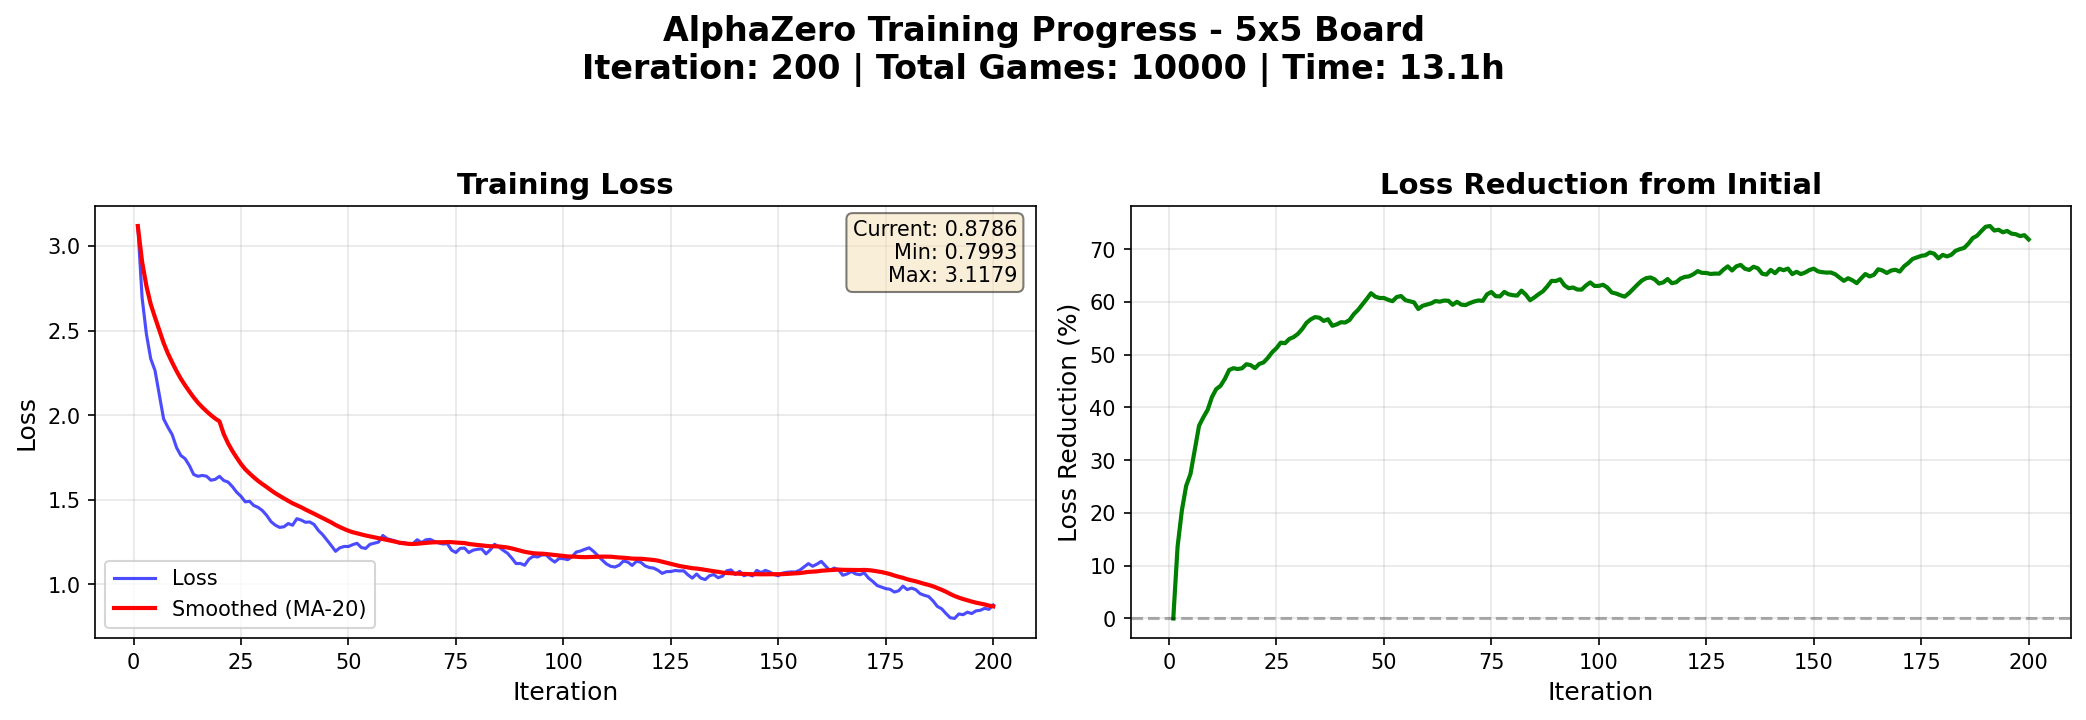 AlphaZero Training Progress - 5x5 Board
Iteration: 200 | Total Games: 10000 | Time: 13.1h
Training Loss
Current: 0.8786
Min: 0.7993
Max: 3.1179
3.0
2.5
2.0
1.5
1.0
Loss
Loss
Smoothed (MA-20)
0 25 50 75 100 125 150 175 200
Iteration
Loss Reduction from Initial
70
60
50
40
30
20
10
0
Loss Reduction (%)
0 25 50 75 100 125 150 175 200
Iteration